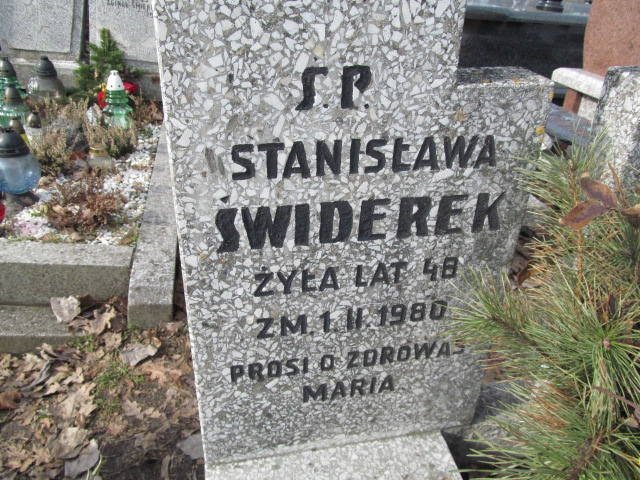 Ś.P.
STANISŁAWA
ŚWIDEREK
ŻYŁA LAT 48
ZM. 1.II.1980
PROSI O ZDROWAŚ
MARIA